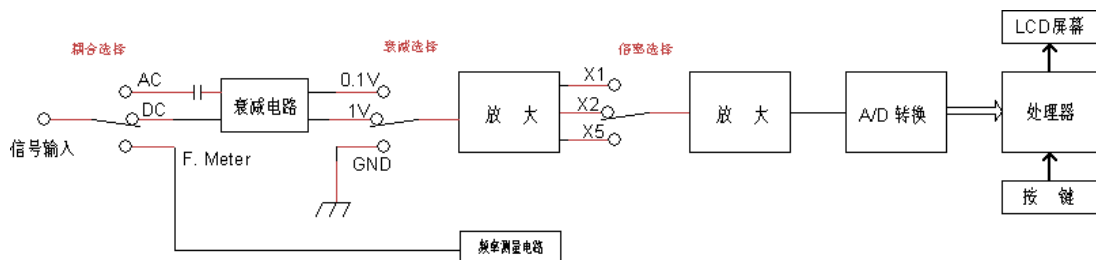 LCD屏幕
耦合选择
衰减选择
倍率选择
AC
0.1V
X1
衰减电路
DC
1V
放 大
X2
放 大
A/D 转换
处理器
X5
信号输入
F. Meter
GND
按 键
频率测量电路